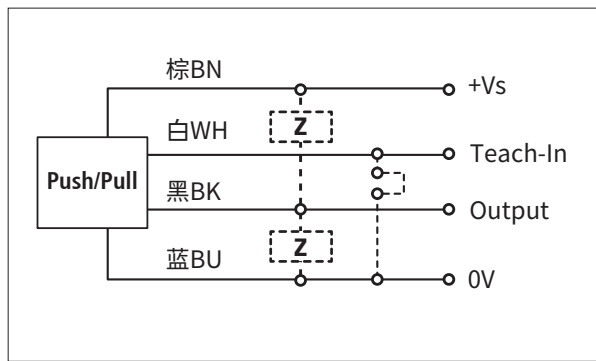 棕BN
+Vs
Z
白WH
Teach-In
Push/Pull
黑BK
Output
Z
蓝BU
0V